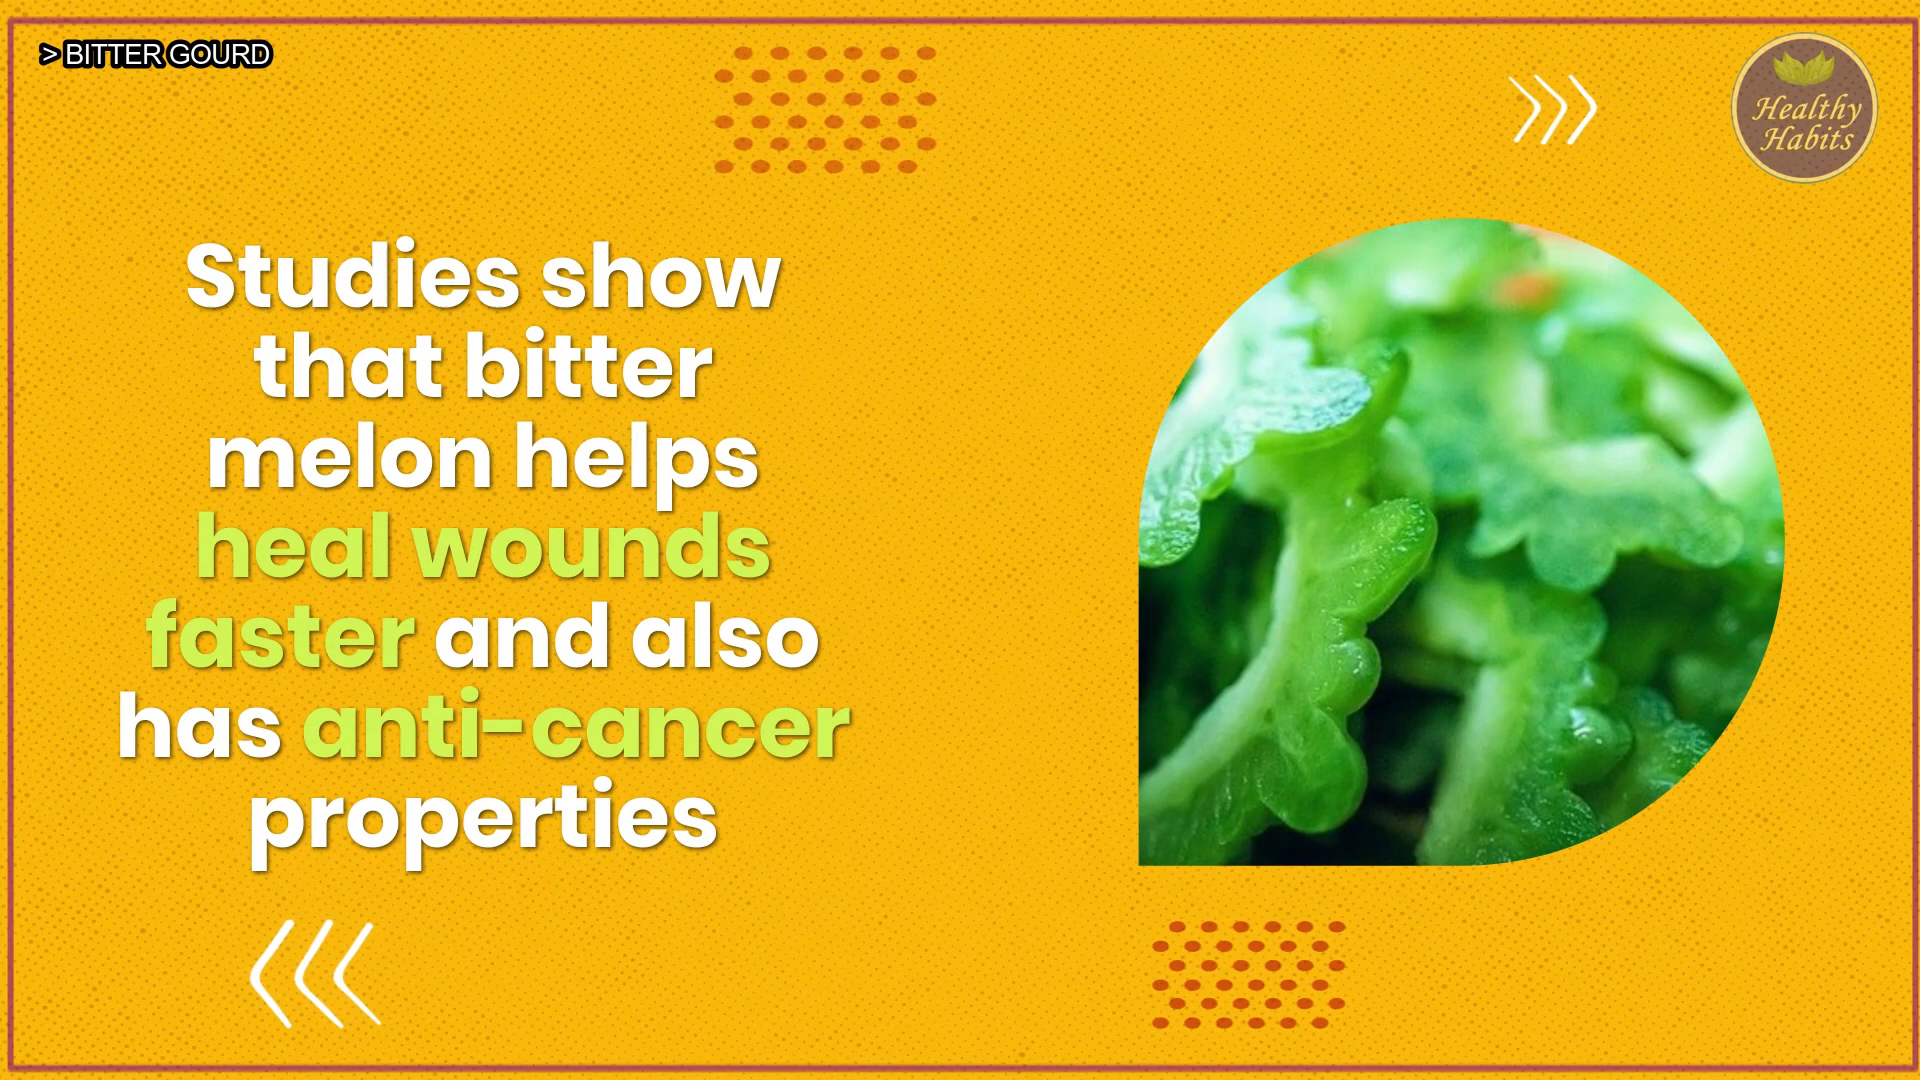 > BITTER GOURD
Healthy
Habits
Studies show
that bitter
melon helps
heal wounds
faster and also
has anti-cancer
properties